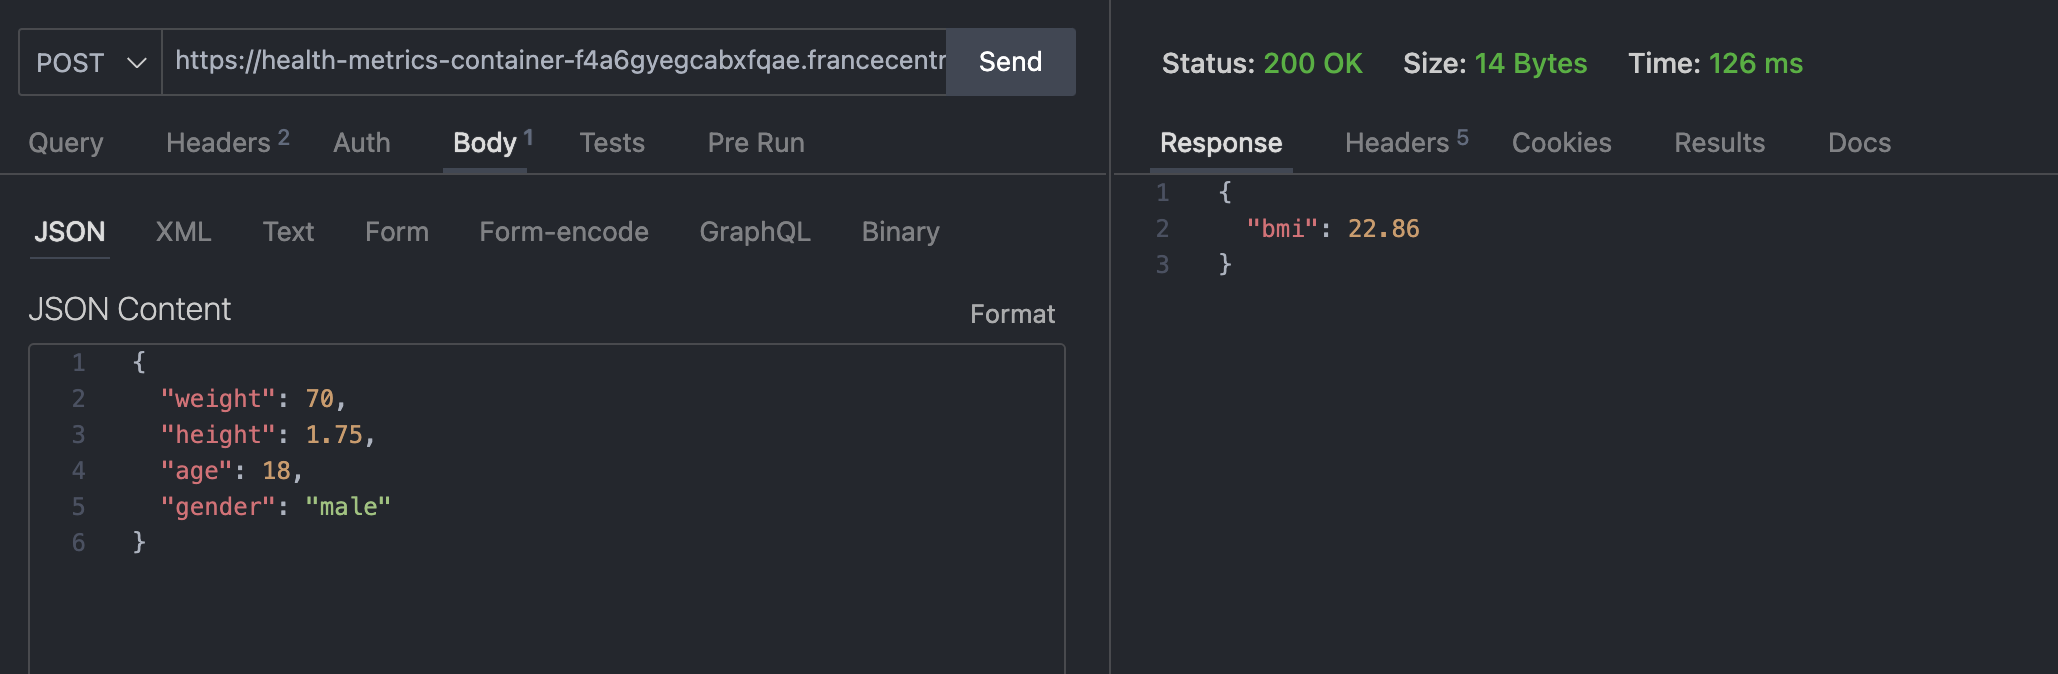 POST https://health-metrics-container-f4a6gyegcabxfqae.francecentr Send
Query Headers 2 Auth Body 1 Tests Pre Run
JSON XML Text Form Form-encode GraphQL Binary
JSON Content Format
1 {
2 "weight": 70,
3 "height": 1.75,
4 "age": 18,
5 "gender": "male"
6 }
Status: 200 OK Size: 14 Bytes Time: 126 ms
Response Headers 5 Cookies Results Docs
1 {
2 "bmi": 22.86
3 }